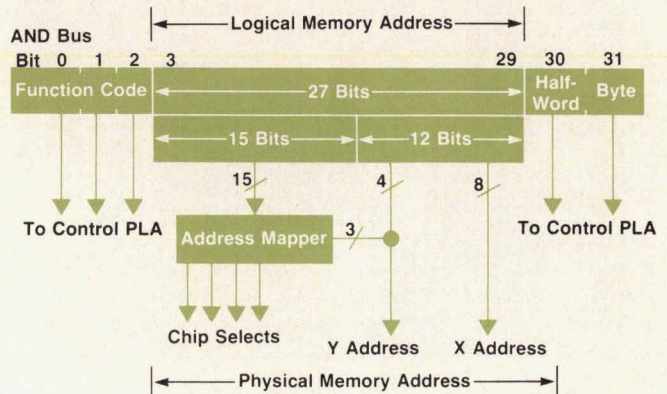 Logical Memory Address
AND Bus
Bit 0 1 2 3 29 30 31
Function Code 27 Bits Half-Word Byte
15 Bits 12 Bits
15 4 8
To Control PLA To Control PLA
Address Mapper 3
Chip Selects
Y Address X Address
Physical Memory Address